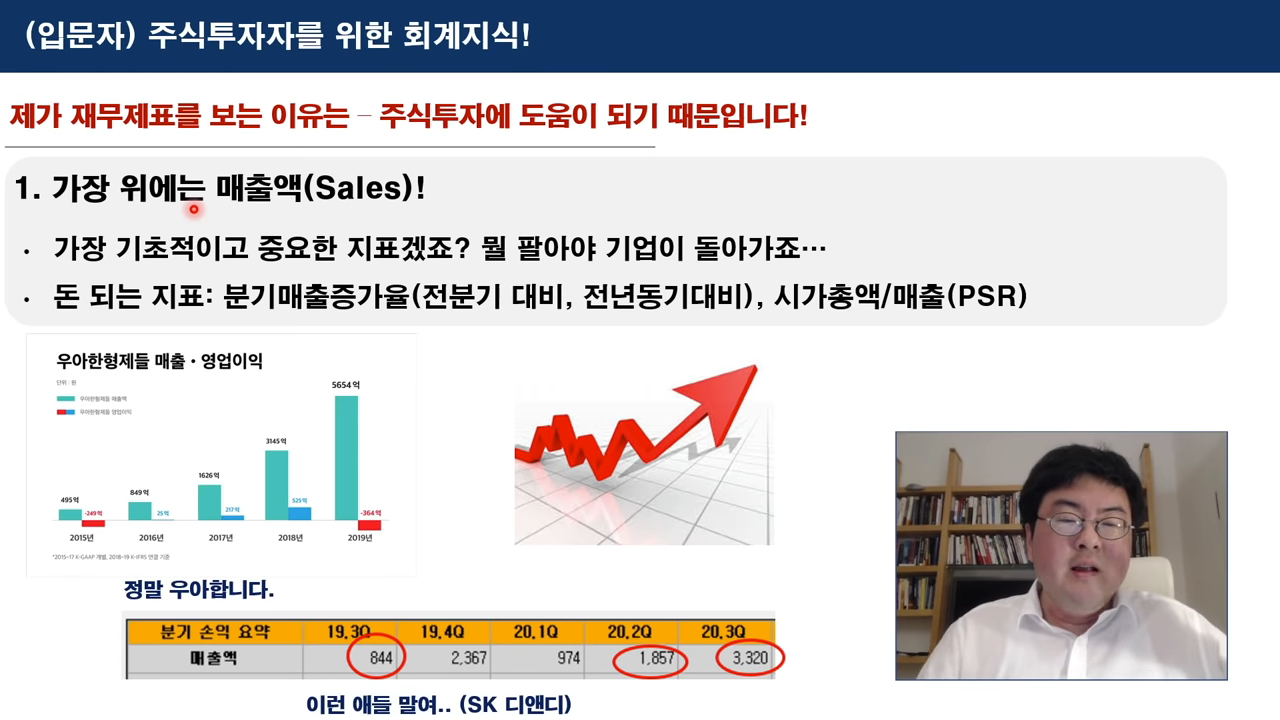 (입문자) 주식투자자를 위한 회계지식!
제가 재무제표를 보는 이유는 – 주식투자에 도움이 되기 때문입니다!
1. 가장 위에는 매출액(Sales)!
• 가장 기초적이고 중요한 지표겠죠? 뭘 팔아야 기업이 돌아가죠…
• 돈 되는 지표: 분기매출증가율(전분기 대비, 전년동기대비), 시가총액/매출(PSR)
우아한형제들 매출 • 영업이익
단위 : 원
우아한형제들 매출액
우아한형제들 영업이익
495억 -249억 849억 25억 1626억 217억 3145억 525억 5654억 -364억
2015년 2016년 2017년 2018년 2019년
*2015~17 K-GAAP 개별, 2018~19 K-IFRS 연결 기준
정말 우아합니다.
분기 손익 요약 19.3Q 19.4Q 20.1Q 20.2Q 20.3Q
매출액 844 2,367 974 1,857 3,320
이런 애들 말여.. (SK 디앤디)